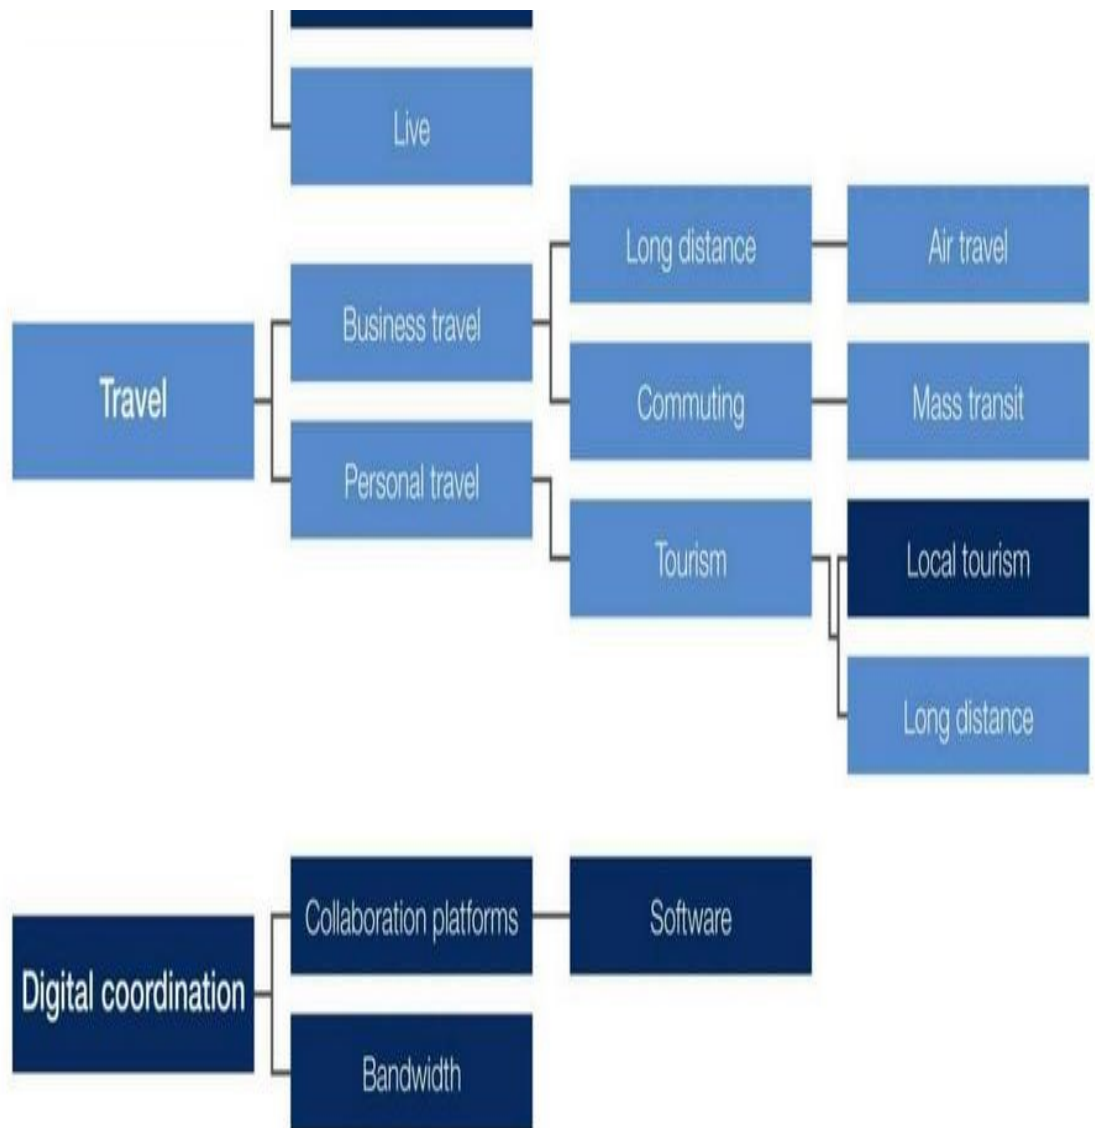 Live
Long distance
Air travel
Business travel
Travel
Commuting
Mass transit
Personal travel
Tourism
Local tourism
Long distance
Collaboration platforms
Software
Digital coordination
Bandwidth